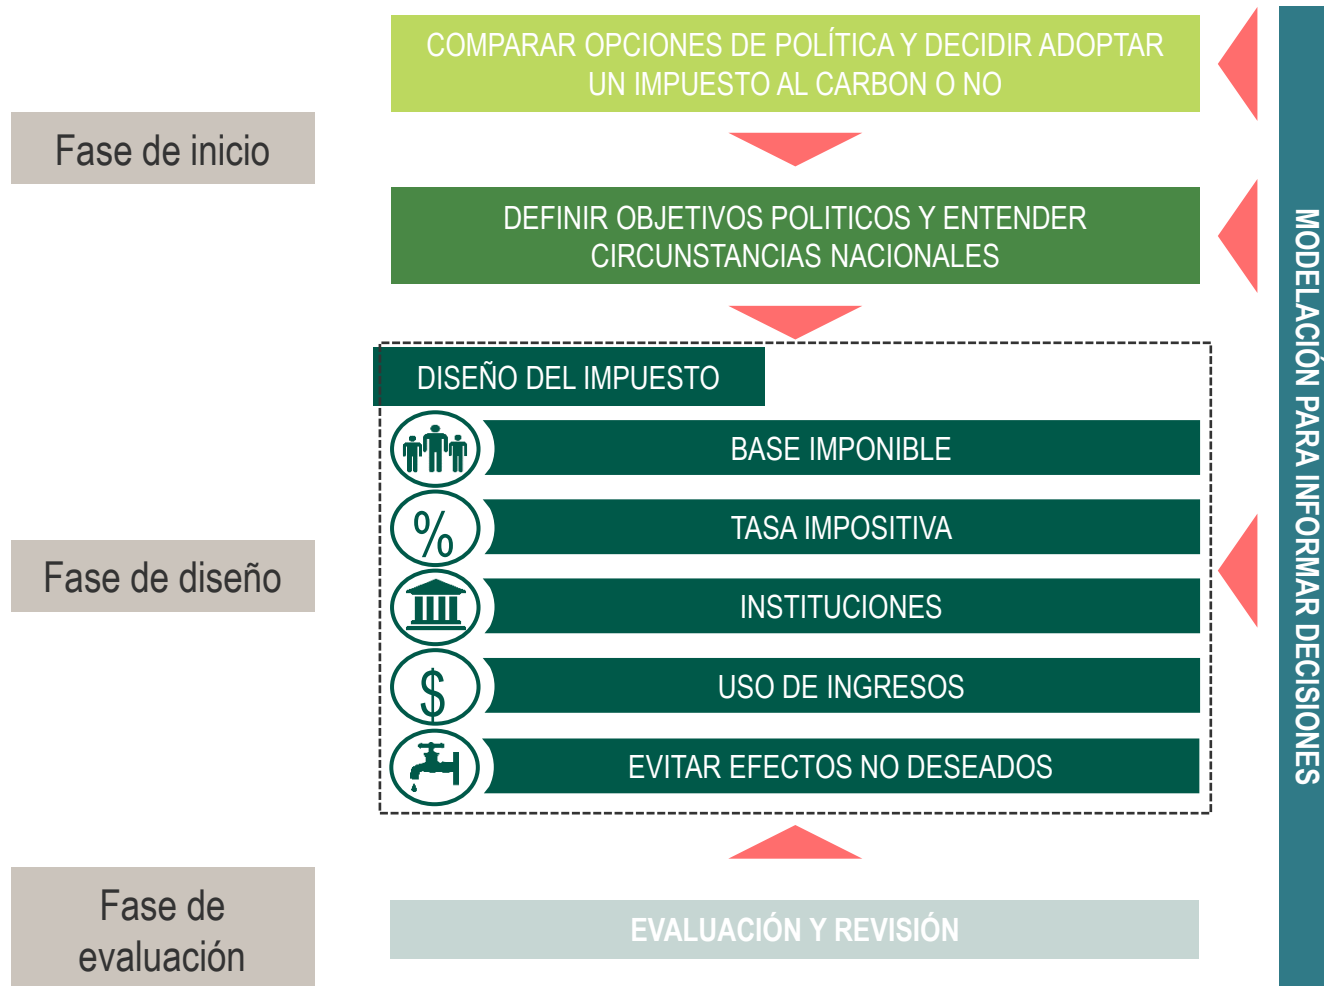 COMPARAR OPCIONES DE POLÍTICA Y DECIDIR ADOPTAR
UN IMPUESTO AL CARBON O NO
Fase de inicio
DEFINIR OBJETIVOS POLITICOS Y ENTENDER
CIRCUNSTANCIAS NACIONALES
DISEÑO DEL IMPUESTO
BASE IMPONIBLE
%
TASA IMPOSITIVA
Fase de diseño
INSTITUCIONES
$
USO DE INGRESOS
EVITAR EFECTOS NO DESEADOS
Fase de
evaluación
EVALUACIÓN Y REVISIÓN
MODELACIÓN PARA INFORMAR DECISIONES